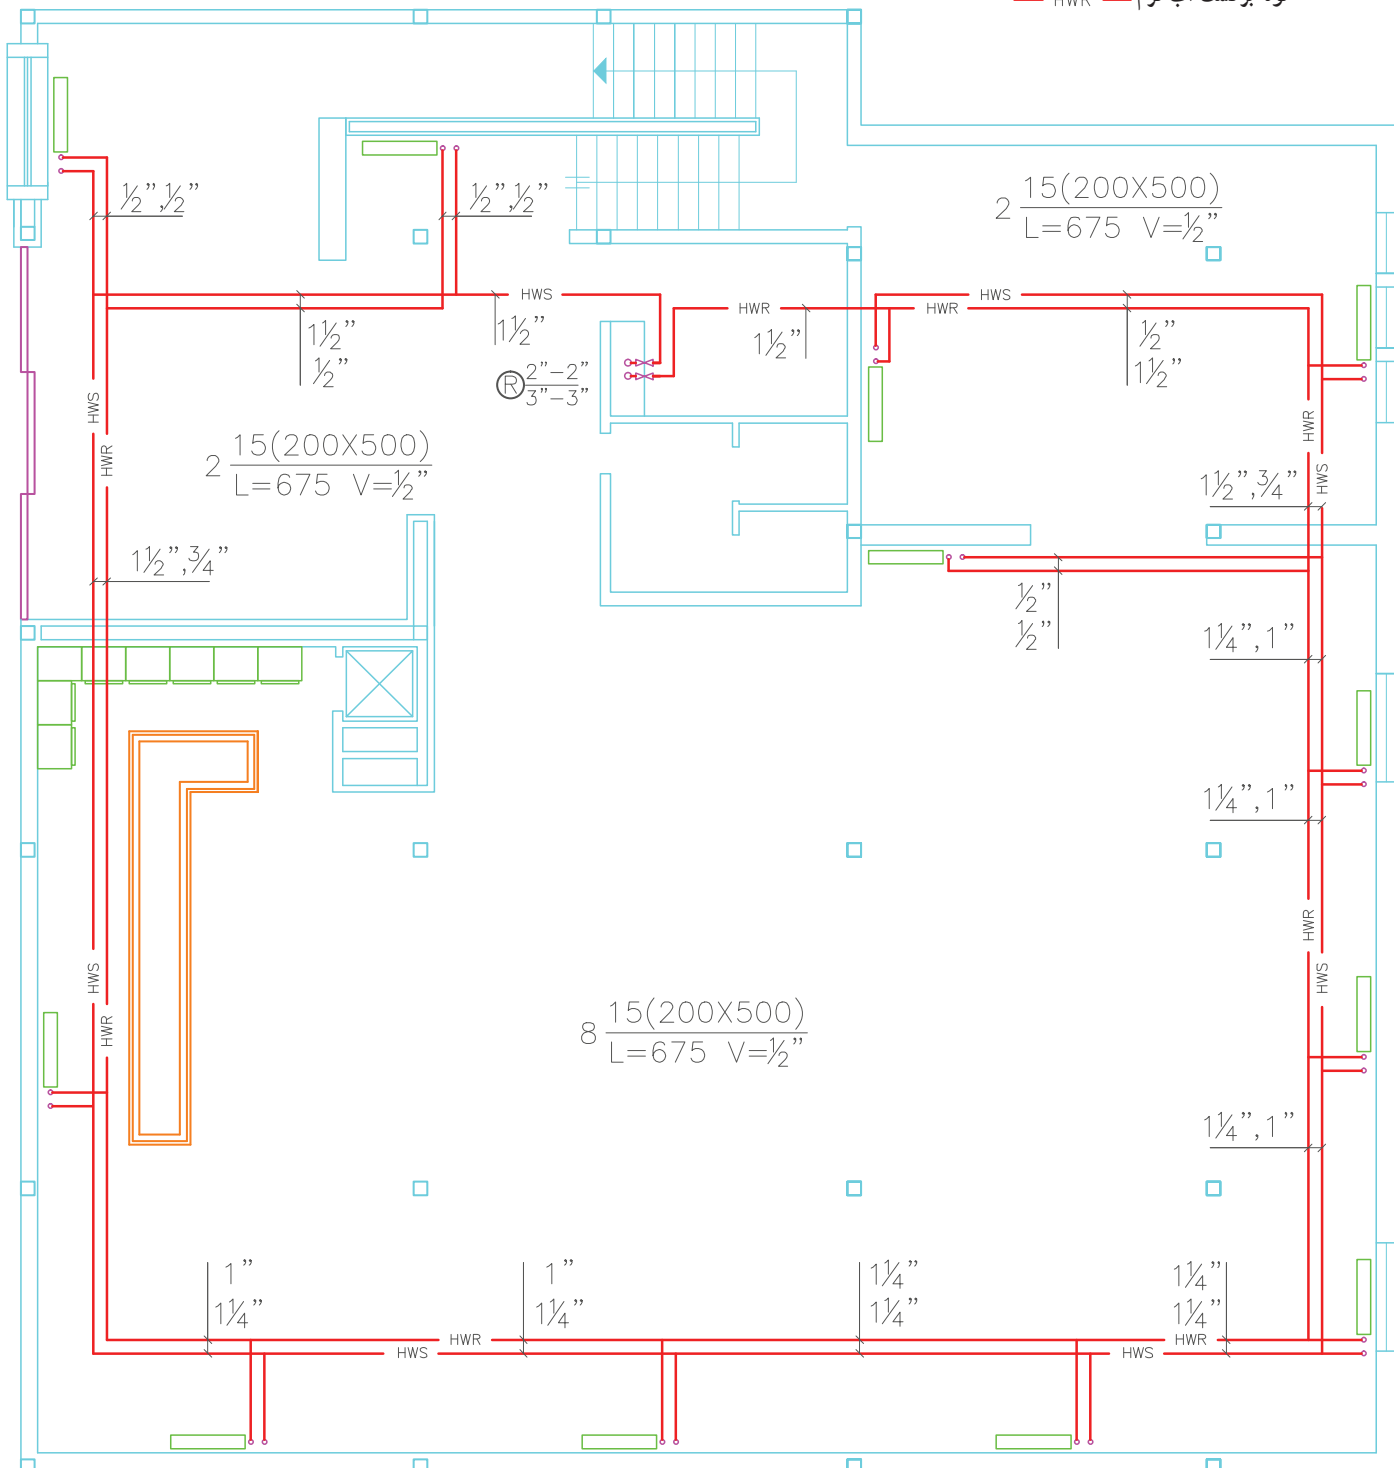 HWR
½”,½”
½”,½”
2 15(200X500)
L=675 V=½”
HWS
HWS
HWR
HWR
1½”
½”
1½”
1½”
½”
1½”
R 2”-2”
3”-3”
HWS
HWR
HWR
HWS
2 15(200X500)
L=675 V=½”
1½”,¾”
1½”,¾”
½”
½”
1¼”,1”
1¼”,1”
HWR
HWS
HWS
HWR
8 15(200X500)
L=675 V=½”
1¼”,1”
1”
1¼”
1”
1¼”
1¼”
1¼”
1¼”
1¼”
HWR
HWS
HWR
HWS